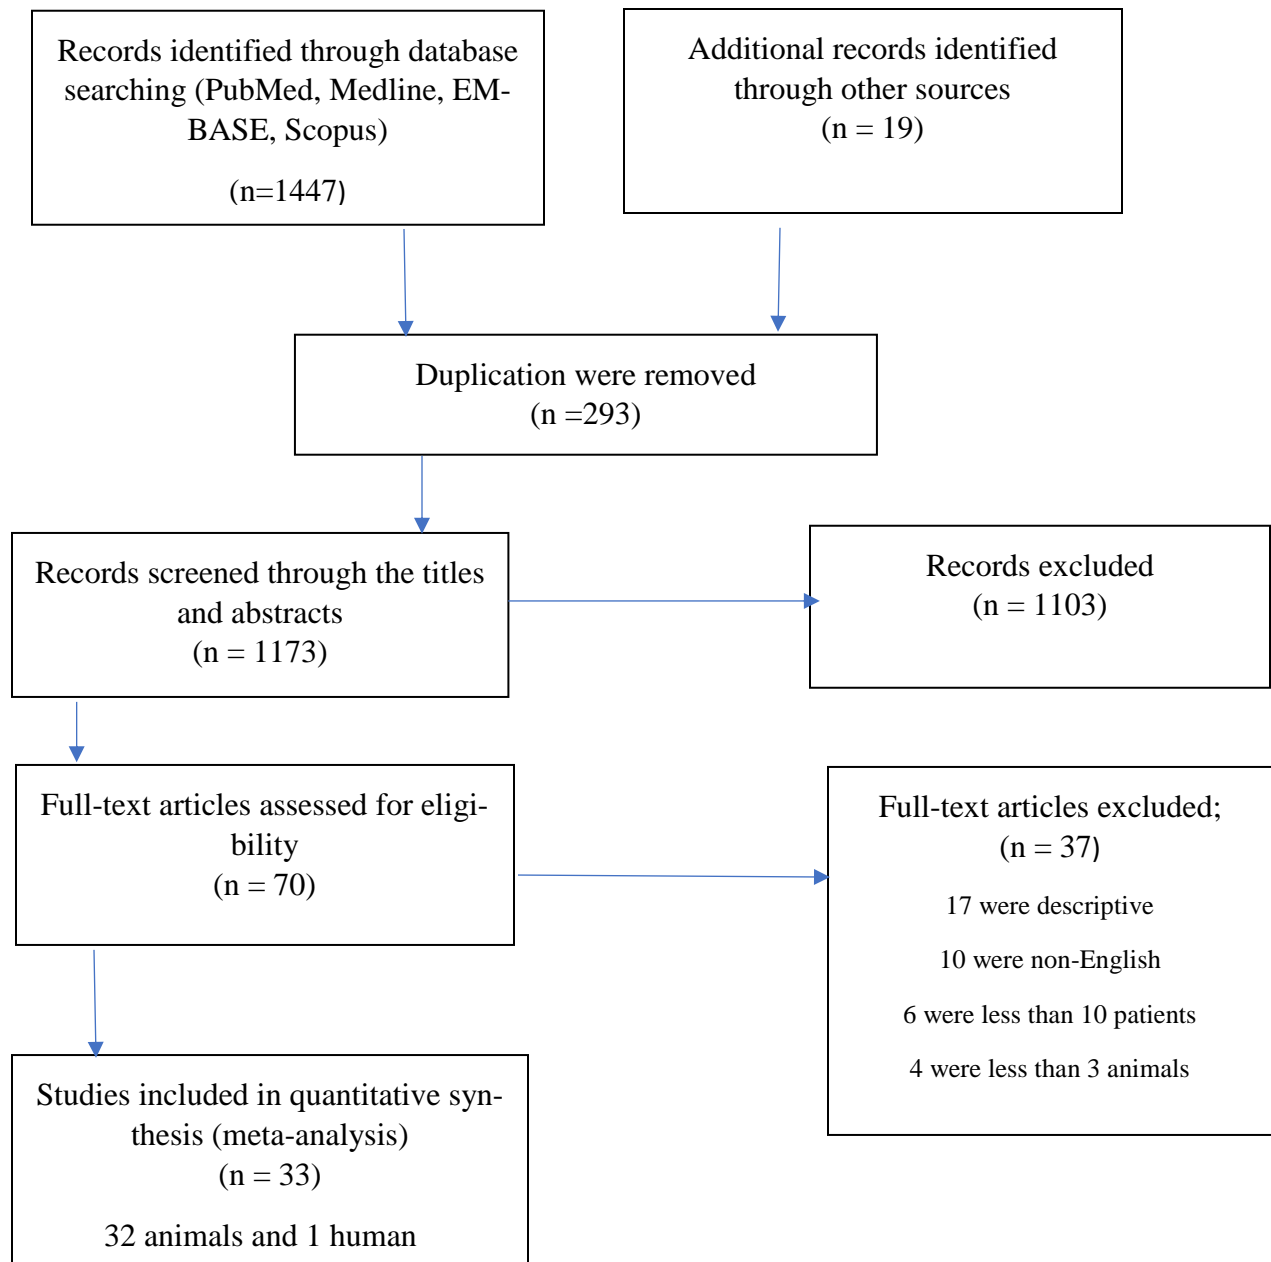 Records identified through database
searching (PubMed, Medline, EM-
BASE, Scopus)
(n=1447)
Additional records identified
through other sources
(n = 19)
Duplication were removed
(n =293)
Records screened through the titles
and abstracts
(n = 1173)
Records excluded
(n = 1103)
Full-text articles assessed for eligi-
bility
(n = 70)
Full-text articles excluded;
(n = 37)
17 were descriptive
10 were non-English
6 were less than 10 patients
4 were less than 3 animals
Studies included in quantitative syn-
thesis (meta-analysis)
(n = 33)
32 animals and 1 human